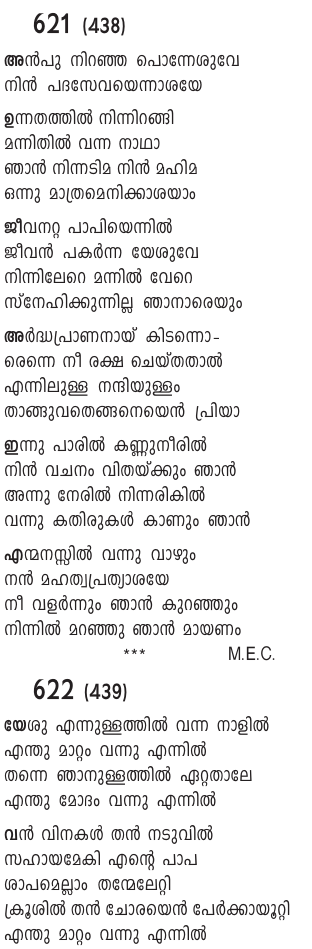 621 (438)
അൻപു നിറഞ്ഞ പൊന്നേശുവേ
നിൻ പദസേവയെന്നാശയേ
ഉന്നതത്തിൽ നിന്നിറങ്ങി
മന്നിതിൽ വന്ന നാഥാ
ഞാൻ നിന്നടിമ നിൻ മഹിമ
ഒന്നു മാത്രമെനിക്കാശയാം
ജീവനറ്റ പാപിയെന്നിൽ
ജീവൻ പകർന്ന യേശുവേ
നിന്നിലേറെ മന്നിൽ വേറെ
സ്നേഹിക്കുന്നില്ല ഞാനാരെയും
അർദ്ധപ്രാണനായ് കിടന്നൊ-
രെന്നെ നീ രക്ഷ ചെയ്തതാൽ
എന്നിലുള്ള നന്ദിയുള്ളം
താങ്ങുവതെങ്ങനെയെൻ പ്രിയാ
ഇന്നു പാരിൽ കണ്ണുനീരിൽ
നിൻ വചനം വിതയ്ക്കും ഞാൻ
അന്നു നേരിൽ നിന്നരികിൽ
വന്നു കതിരുകൾ കാണും ഞാൻ
എന്മനസ്സിൽ വന്നു വാഴും
നൻ മഹത്വപ്രത്യാശയേ
നീ വളർന്നും ഞാൻ കുറഞ്ഞും
നിന്നിൽ മറഞ്ഞു ഞാൻ മായണം
*** M.E.C.
622 (439)
യേശു എന്നുള്ളത്തിൽ വന്ന നാളിൽ
എന്തു മാറ്റം വന്നു എന്നിൽ
തന്നെ ഞാനുള്ളത്തിൽ ഏറ്റതാലേ
എന്തു മോദം വന്നു എന്നിൽ
വൻ വിനകൾ തൻ നടുവിൽ
സഹായമേകി എന്റെ പാപ
ശാപമെല്ലാം തന്മേലേറ്റി
ക്രൂശിൽ തൻ ചോരയെൻ പേർക്കായൂറ്റി
എന്തു മാറ്റം വന്നു എന്നിൽ